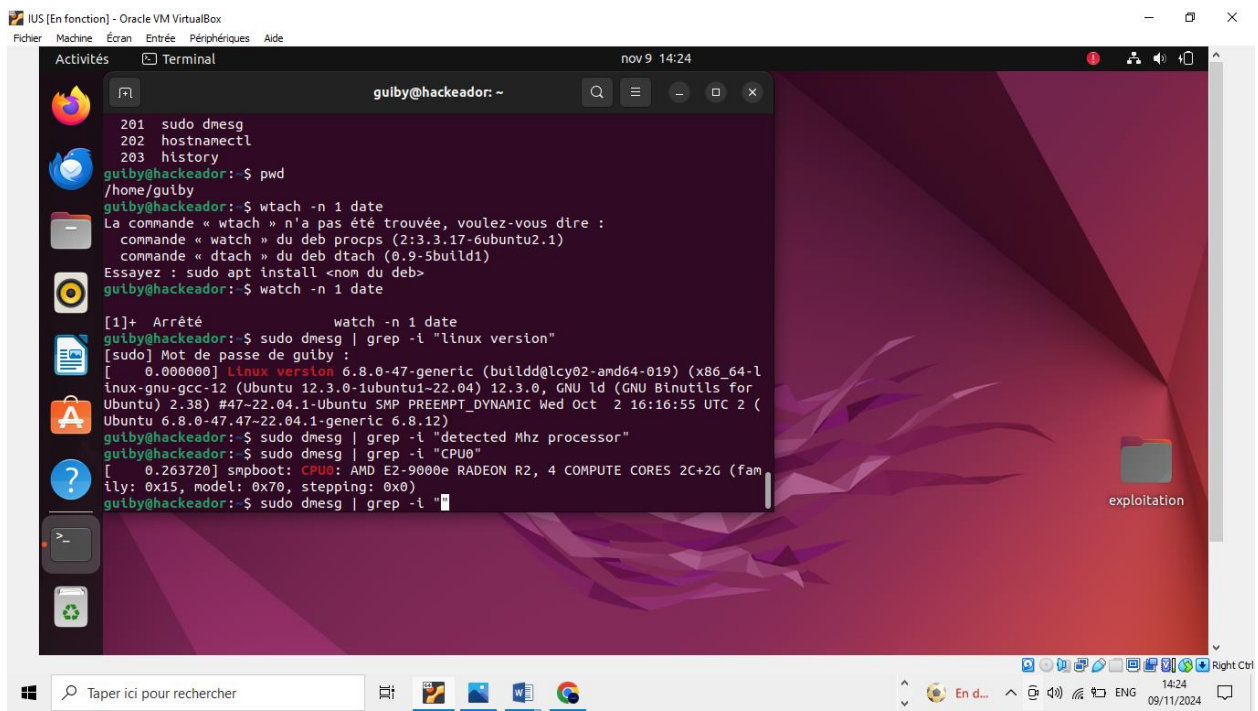 IUS [En fonction] - Oracle VM VirtualBox
Fichier Machine Écran Entrée Périphériques Aide
Activités Terminal nov 9 14:24
guiby@hackeador: ~
201 sudo dmesg
202 hostnamectl
203 history
guiby@hackeador:~$ pwd
/home/guiby
guiby@hackeador:~$ wtach -n 1 date
La commande « wtach » n'a pas été trouvée, voulez-vous dire :
commande « watch » du deb procps (2:3.3.17-6ubuntu2.1)
commande « dtach » du deb dtach (0.9-5build1)
Essayez : sudo apt install <nom du deb>
guiby@hackeador:~$ watch -n 1 date
[1]+ Arrêté watch -n 1 date
guiby@hackeador:~$ sudo dmesg | grep -i "linux version"
[sudo] Mot de passe de guiby :
[ 0.000000] Linux version 6.8.0-47-generic (buildd@lcy02-amd64-019) (x86_64-l
inux-gnu-gcc-12 (Ubuntu 12.3.0-1ubuntu1~22.04) 12.3.0, GNU ld (GNU Binutils for
Ubuntu) 2.38) #47~22.04.1-Ubuntu SMP PREEMPT_DYNAMIC Wed Oct 2 16:16:55 UTC 2 (
Ubuntu 6.8.0-47.47~22.04.1-generic 6.8.12)
guiby@hackeador:~$ sudo dmesg | grep -i "detected Mhz processor"
guiby@hackeador:~$ sudo dmesg | grep -i "CPU0"
[ 0.263720] smpboot: CPU0: AMD E2-9000e RADEON R2, 4 COMPUTE CORES 2C+2G (fam
ily: 0x15, model: 0x70, stepping: 0x0)
guiby@hackeador:~$ sudo dmesg | grep -i ""
exploitation
Right Ctrl
Taper ici pour rechercher
En d... ENG 14:24
09/11/2024